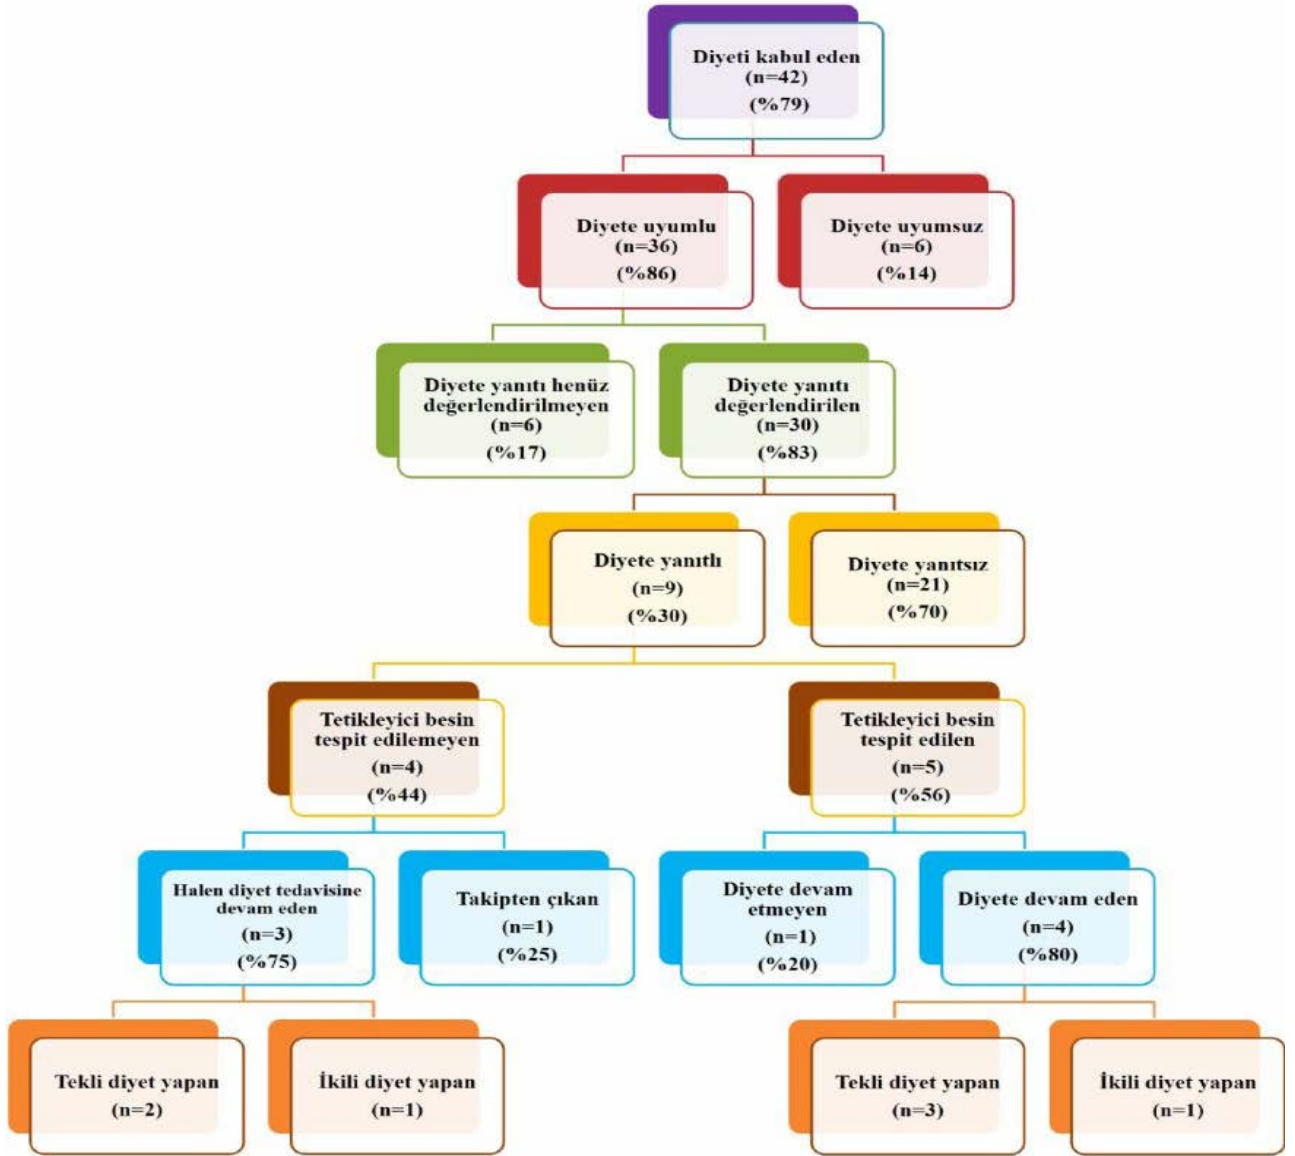 Diyeti kabul eden
(n=42)
(%79)
Diyete uyumlu
(n=36)
(%86)
Diyete uyumsuz
(n=6)
(%14)
Diyete yanıtı henüz
değerlendirilmeyen
(n=6)
(%17)
Diyete yanıtı
değerlendirilen
(n=30)
(%83)
Diyete yanıtlı
(n=9)
(%30)
Diyete yanıtsız
(n=21)
(%70)
Tetikleyici besin
tespit edilemeyen
(n=4)
(%44)
Tetikleyici besin
tespit edilen
(n=5)
(%56)
Halen diyet tedavisine
devam eden
(n=3)
(%75)
Takipten çıkan
(n=1)
(%25)
Diyete devam
etmeyen
(n=1)
(%20)
Diyete devam eden
(n=4)
(%80)
Tekli diyet yapan
(n=2)
İkili diyet yapan
(n=1)
Tekli diyet yapan
(n=3)
İkili diyet yapan
(n=1)